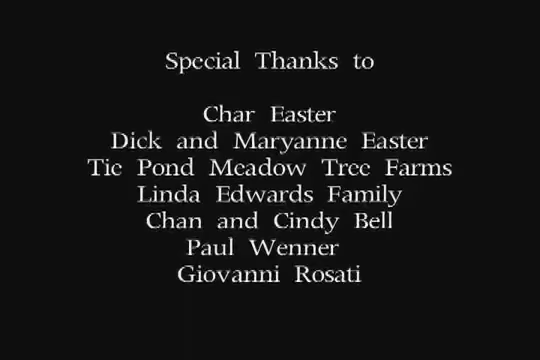 Special Thanks to
Char Easter
Dick and Maryanne Easter
Tie Pond Meadow Tree Farms
Linda Edwards Family
Chan and Cindy Bell
Paul Wenner
Giovanni Rosati